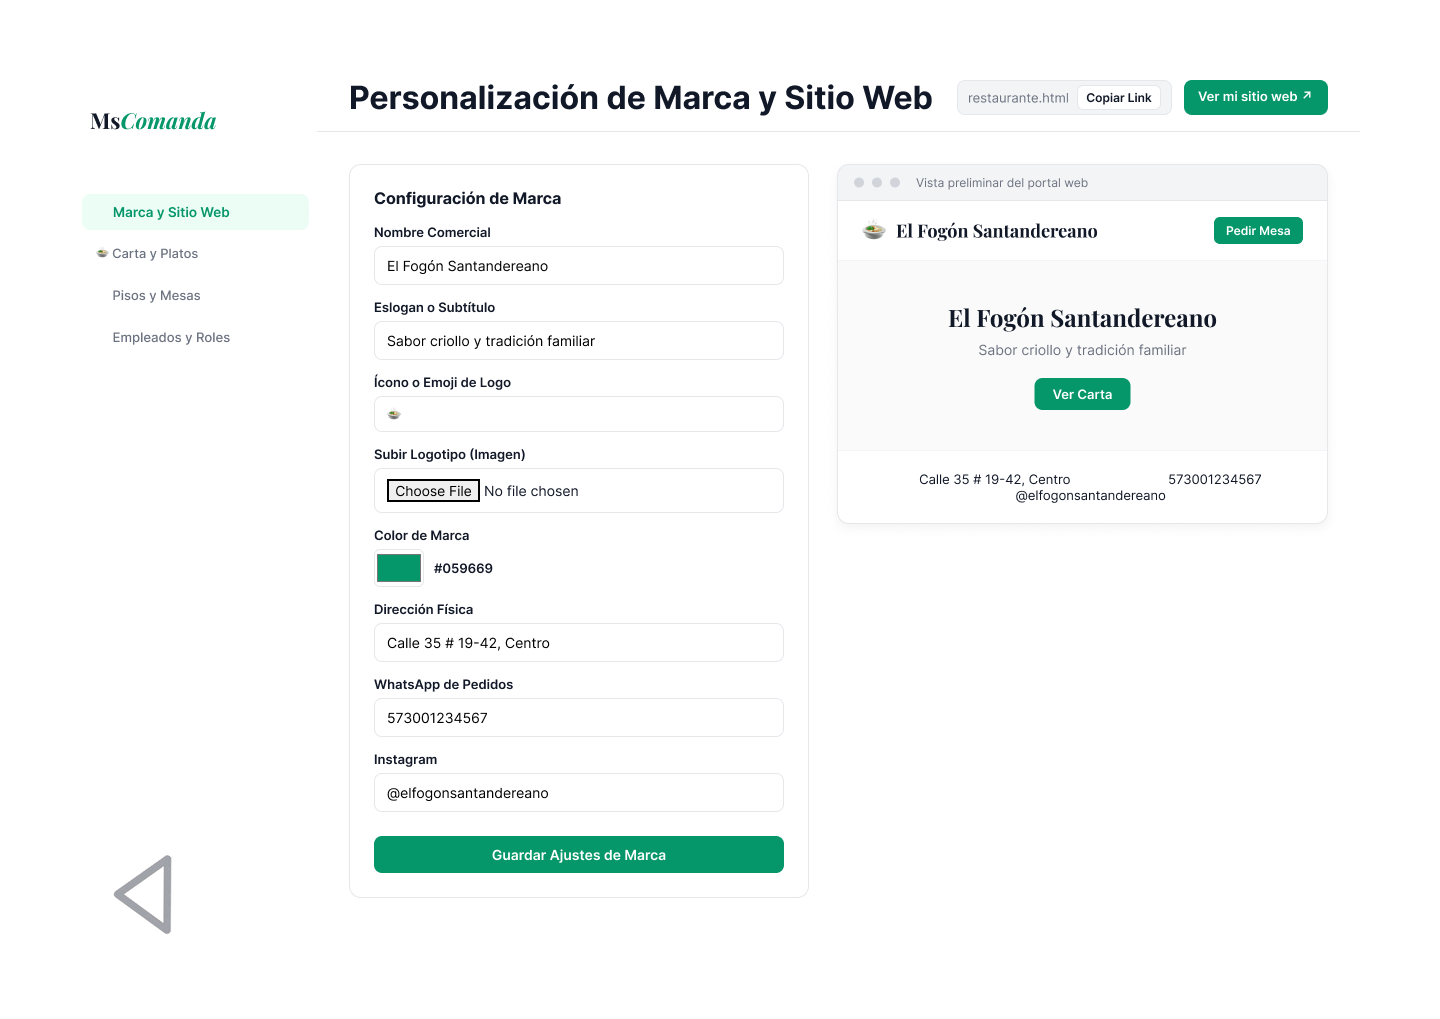 MsComanda
Marca y Sitio Web
Carta y Platos
Pisos y Mesas
Empleados y Roles
Personalización de Marca y Sitio Web
restaurante.html
Copiar Link
Ver mi sitio web ↗
Configuración de Marca
Nombre Comercial
El Fogón Santandereano
Eslogan o Subtítulo
Sabor criollo y tradición familiar
Ícono o Emoji de Logo
Subir Logotipo (Imagen)
Choose File No file chosen
Color de Marca
#059669
Dirección Física
Calle 35 # 19-42, Centro
WhatsApp de Pedidos
573001234567
Instagram
@elfogonsantandereano
Guardar Ajustes de Marca
Vista preliminar del portal web
El Fogón Santandereano
Pedir Mesa
El Fogón Santandereano
Sabor criollo y tradición familiar
Ver Carta
Calle 35 # 19-42, Centro 573001234567
@elfogonsantandereano